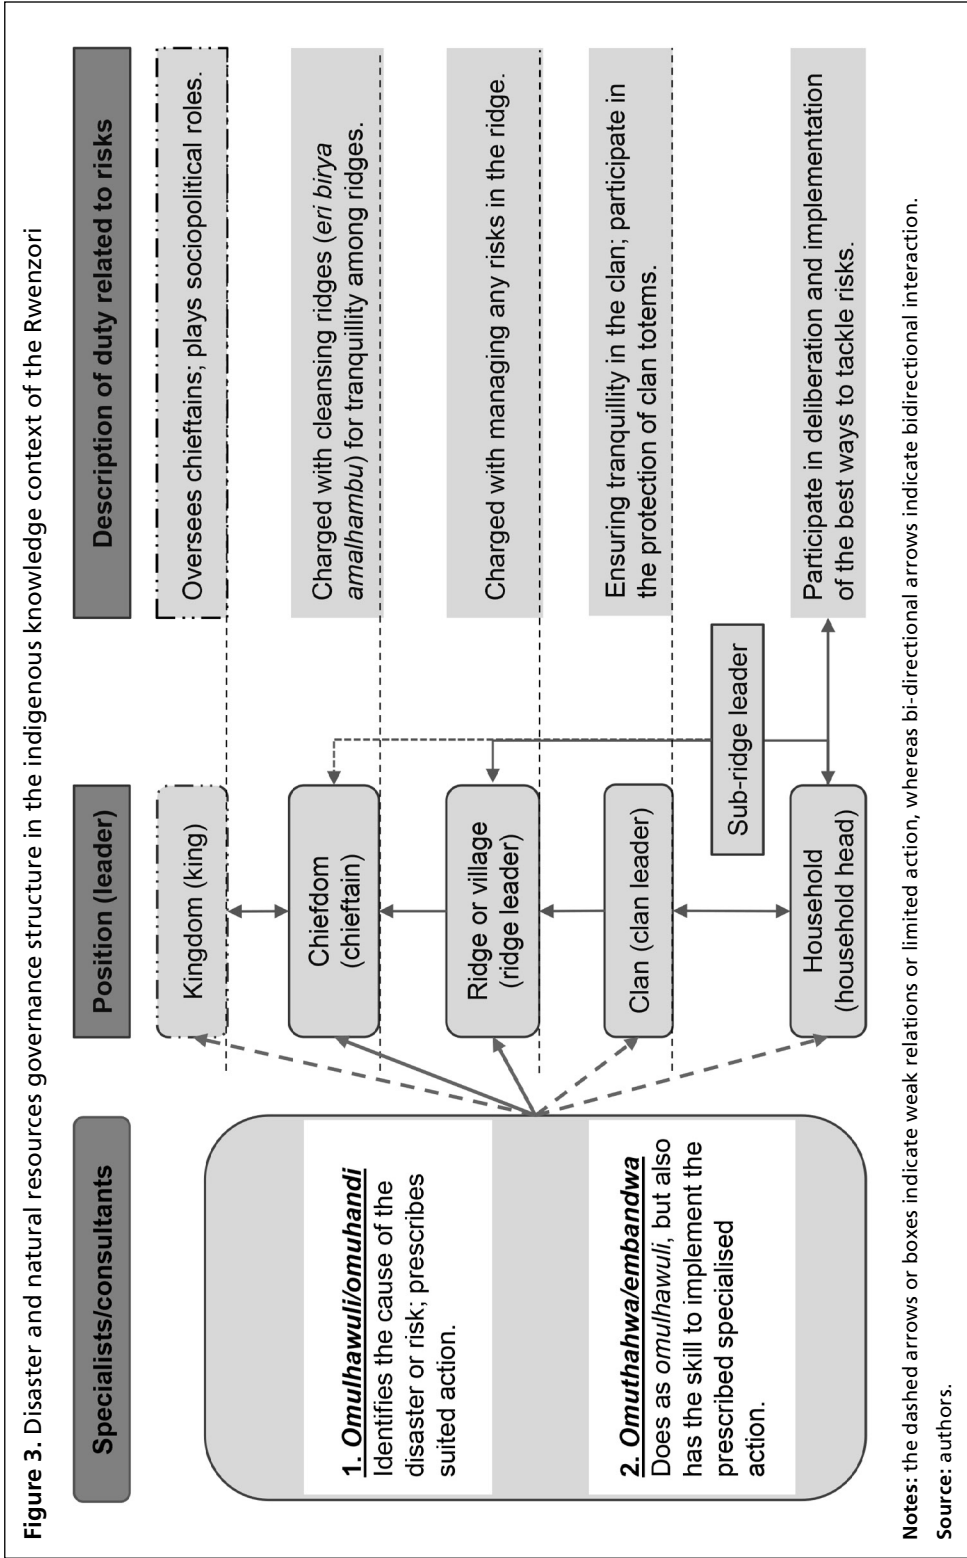 Figure 3. Disaster and natural resources governance structure in the indigenous knowledge context of the Rwenzori
Specialists/consultants
Position (leader)
Description of duty related to risks
1. Omulhawuli/omuhandi
Identifies the cause of the
disaster or risk; prescribes
suited action.
2. Omuthahwa/embandwa
Does as omulhawuli, but also
has the skill to implement the
prescribed specialised
action.
Kingdom (king)
Oversees chieftains; plays sociopolitical roles.
Chiefdom
(chieftain)
Charged with cleansing ridges (eri birya
amalhambu) for tranquillity among ridges.
Ridge or village
(ridge leader)
Charged with managing any risks in the ridge.
Clan (clan leader)
Ensuring tranquillity in the clan; participate in
the protection of clan totems.
Sub-ridge leader
Household
(household head)
Participate in deliberation and implementation
of the best ways to tackle risks.
Notes: the dashed arrows or boxes indicate weak relations or limited action, whereas bi-directional arrows indicate bidirectional interaction.
Source: authors.